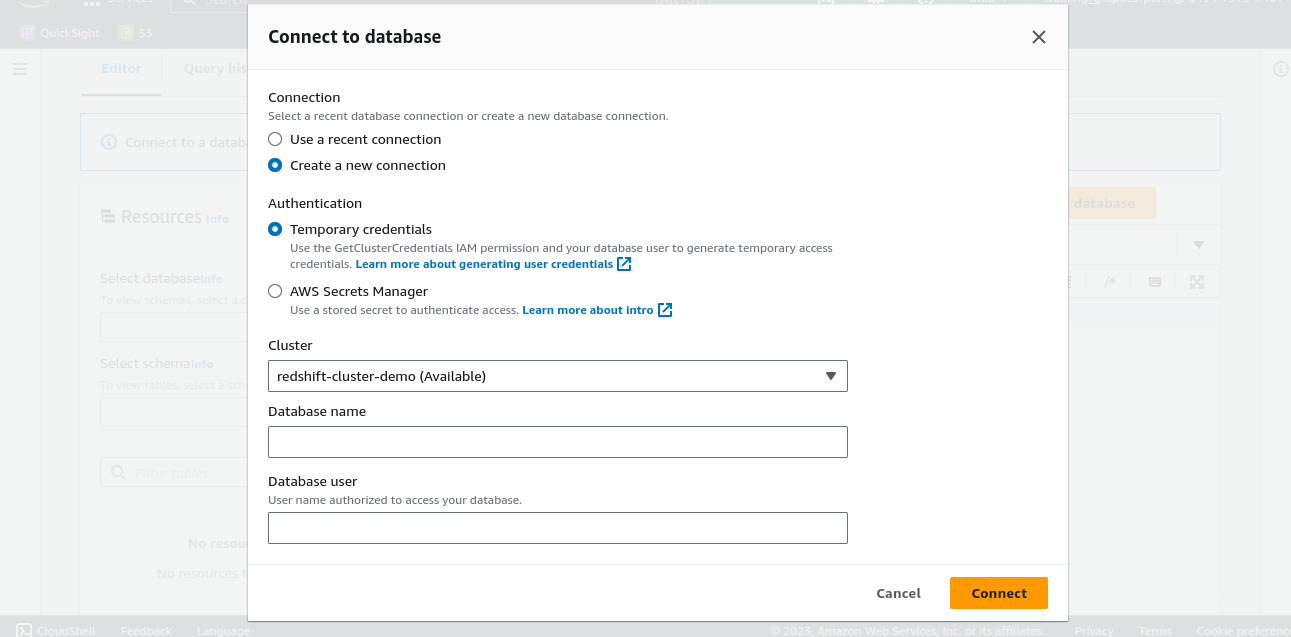 Services
Search
QuickSight
S3
Connect to database
Editor
Query his
Connect to a databa
Connection
Select a recent database connection or create a new database connection.
Use a recent connection
Create a new connection
Authentication
Temporary credentials
Use the GetClusterCredentials IAM permission and your database user to generate temporary access
credentials. Learn more about generating user credentials
AWS Secrets Manager
Use a stored secret to authenticate access. Learn more about intro
Cluster
redshift-cluster-demo (Available)
Database name
Database user
User name authorized to access your database.
Cancel
Connect
Resources Info
database
Select database Info
To view schemas, select a d
/*
Select schema Info
To view tables, select a sche
Filter tables
No resou
No resources t
CloudShell
Feedback
Language
© 2023, Amazon Web Services, Inc. or its affiliates.
Privacy
Terms
Cookie preference